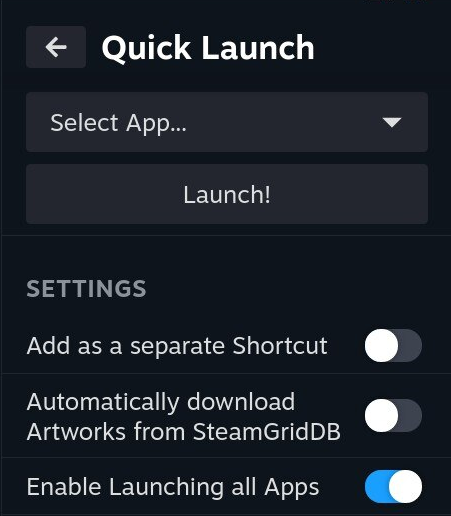 Quick Launch
Select App...
Launch!
SETTINGS
Add as a separate Shortcut
Automatically download
Artworks from SteamGridDB
Enable Launching all Apps